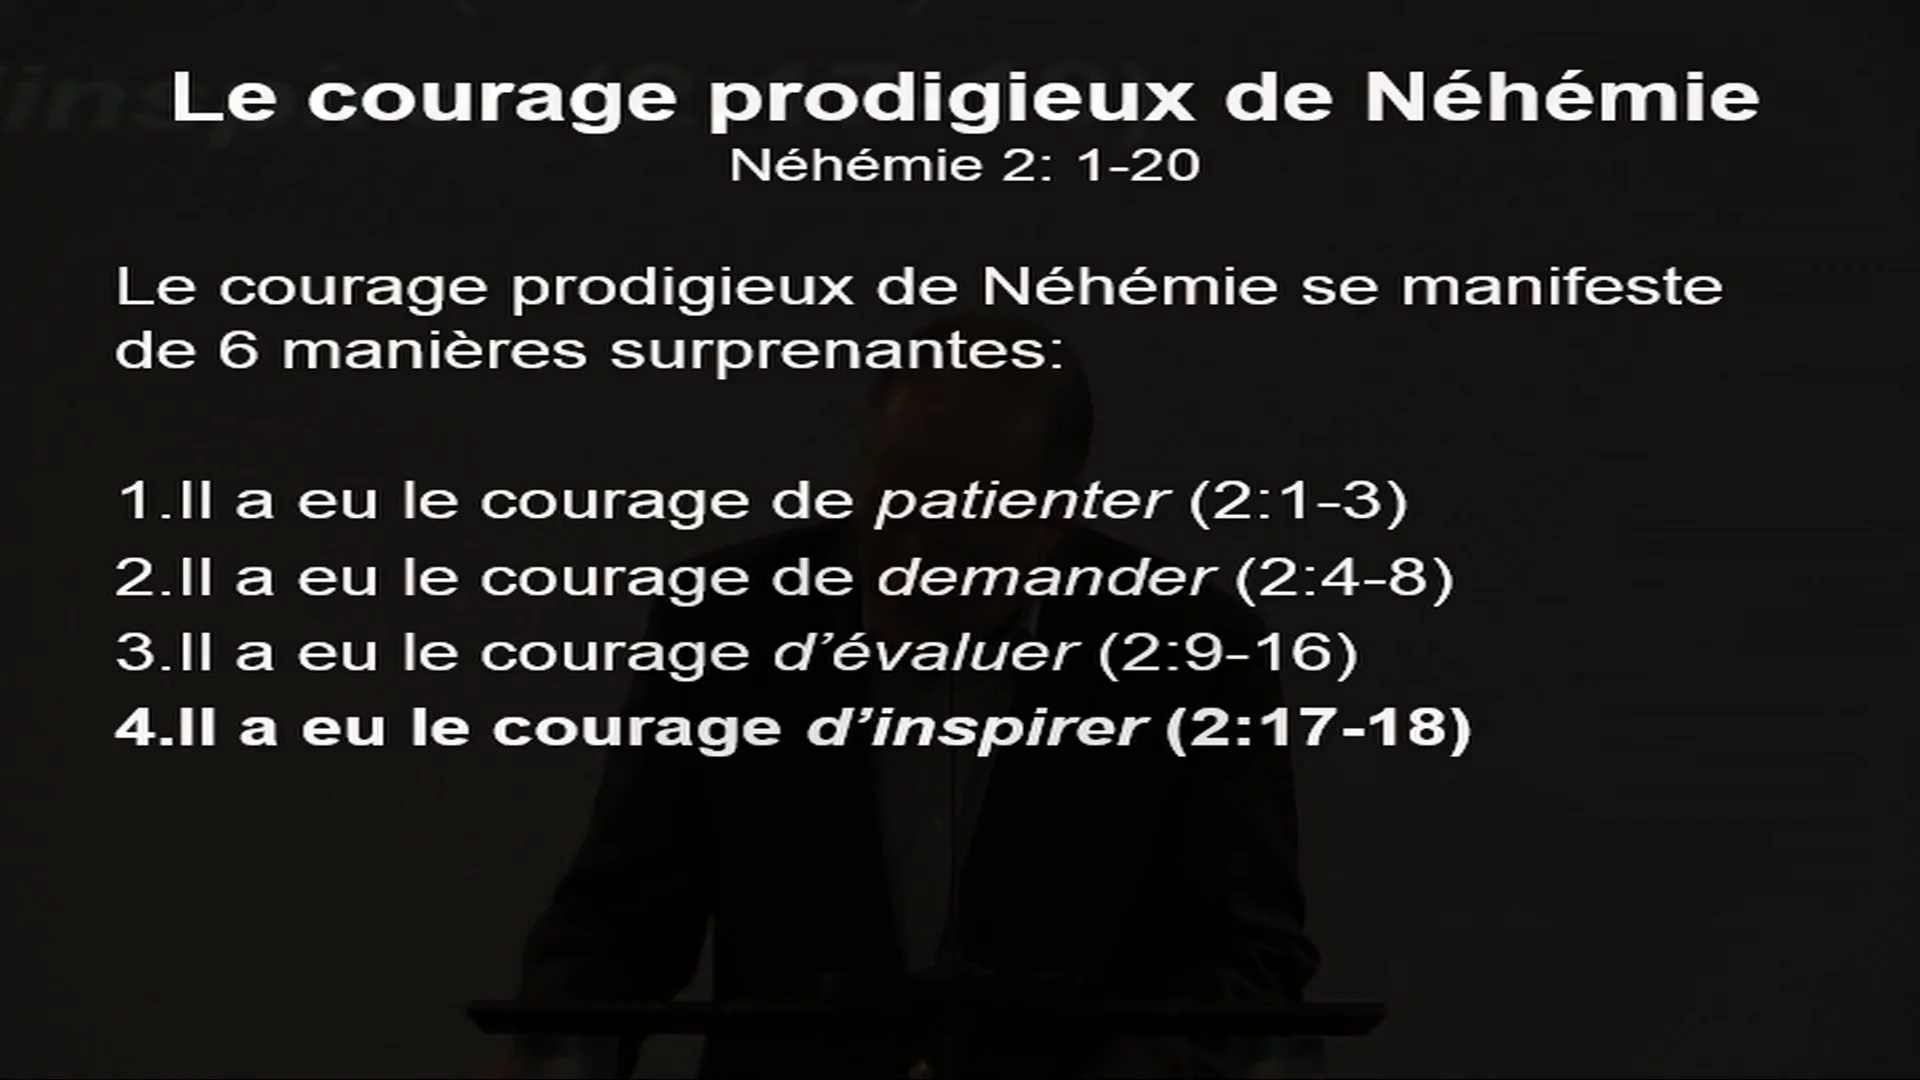 Le courage prodigieux de Néhémie
Néhémie 2: 1-20
Le courage prodigieux de Néhémie se manifeste
de 6 manières surprenantes:
1.Il a eu le courage de patienter (2:1-3)
2.Il a eu le courage de demander (2:4-8)
3.Il a eu le courage d’évaluer (2:9-16)
4.Il a eu le courage d’inspirer (2:17-18)